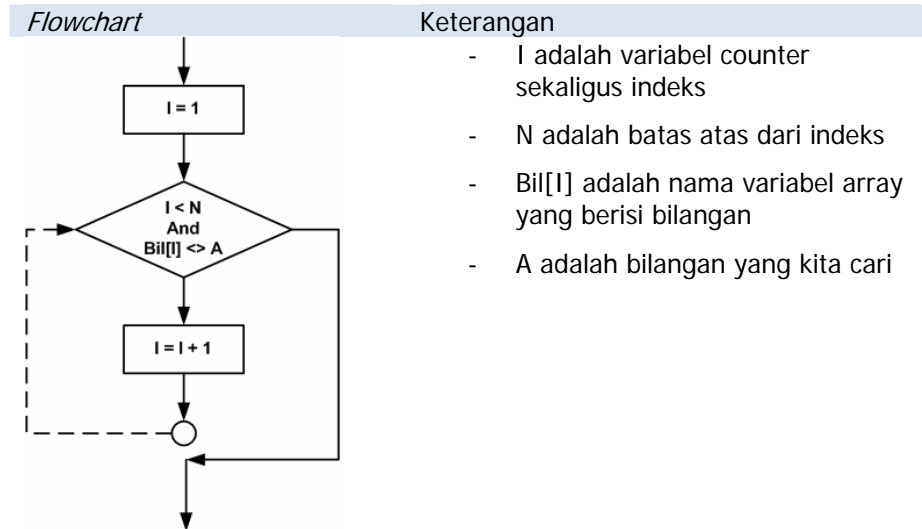 Flowchart
Keterangan
I = 1
I < N
And
Bil[I] <> A
I = I + 1
- I adalah variabel counter
sekaligus indeks
- N adalah batas atas dari indeks
- Bil[I] adalah nama variabel array
yang berisi bilangan
- A adalah bilangan yang kita cari